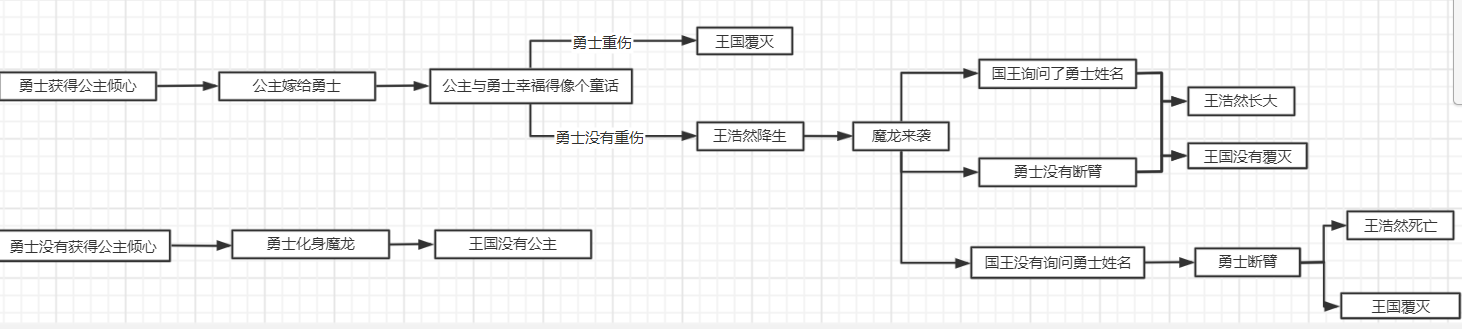 勇士获得公主倾心
公主嫁给勇士
公主与勇士幸福得像个童话
勇士重伤
王国覆灭
勇士没有重伤
王浩然降生
魔龙来袭
国王询问了勇士姓名
勇士没有断臂
王浩然长大
王国没有覆灭
国王没有询问勇士姓名
勇士断臂
王浩然死亡
王国覆灭
勇士没有获得公主倾心
勇士化身魔龙
王国没有公主